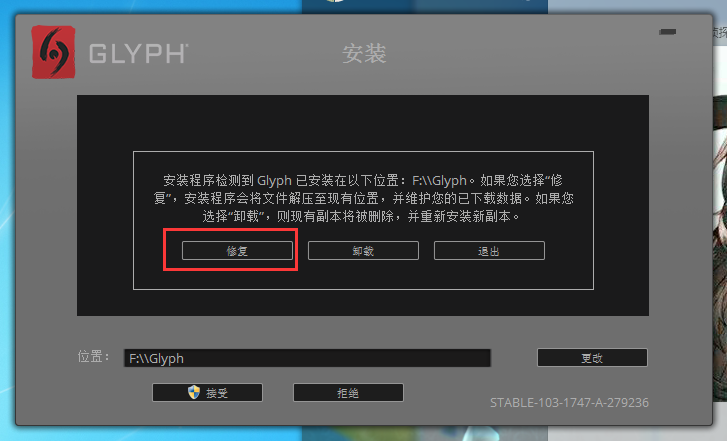 GLYPH
安装
安装程序检测到 Glyph 已安装在以下位置：F:\\Glyph。如果您选择“修
复”，安装程序会将文件解压至现有位置，并维护您的已下载数据。如果您
选择“卸载”，则现有副本将被删除，并重新安装新副本。
修复 卸载 退出
位置： F:\\Glyph 更改
接受 拒绝
STABLE-103-1747-A-279236